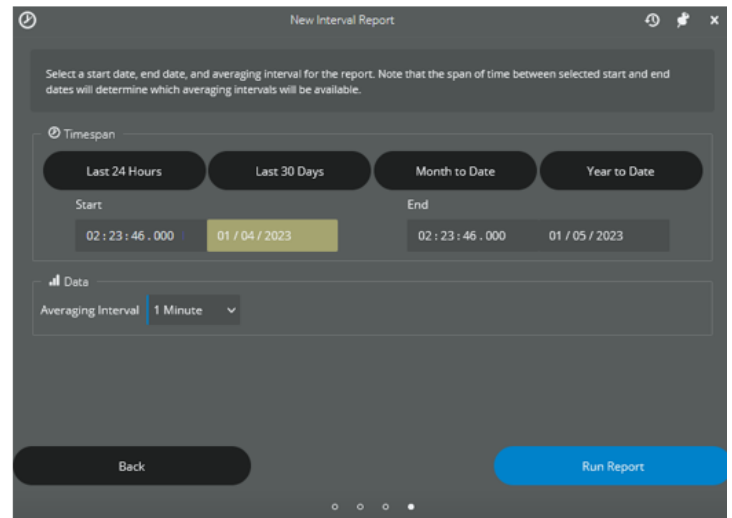 New Interval Report
Select a start date, end date, and averaging interval for the report. Note that the span of time between selected start and end
dates will determine which averaging intervals will be available.
Timespan
Last 24 Hours
Last 30 Days
Month to Date
Year to Date
Start
End
02 : 23 : 46 . 000
01 / 04 / 2023
02 : 23 : 46 . 000
01 / 05 / 2023
Data
Averaging Interval
1 Minute
Back
Run Report